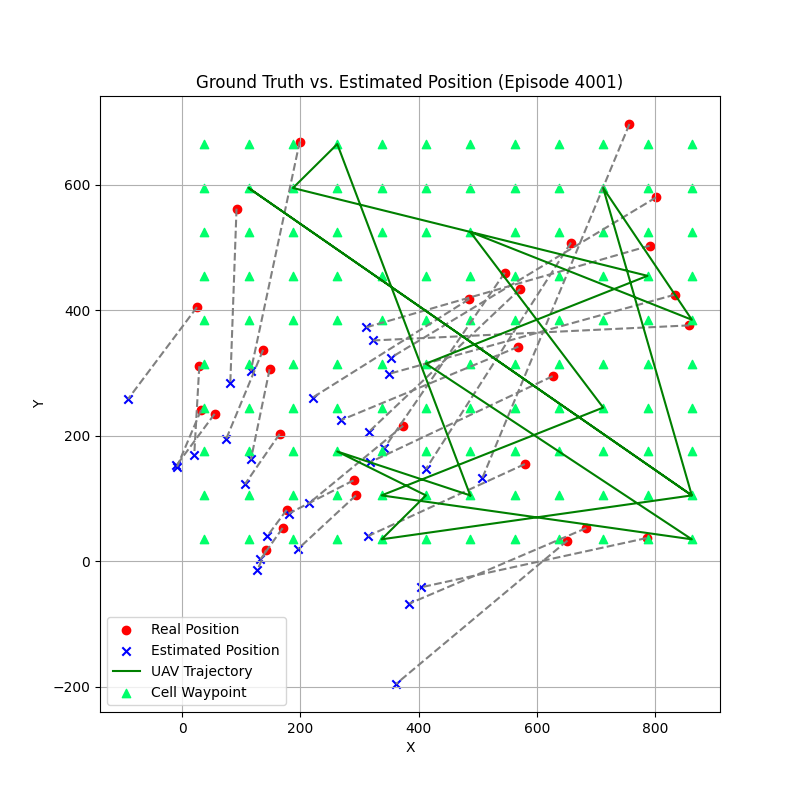 Ground Truth vs. Estimated Position (Episode 4001)
Y
600
400
200
0
−200
Real Position
Estimated Position
UAV Trajectory
Cell Waypoint
0 200 400 600 800
X